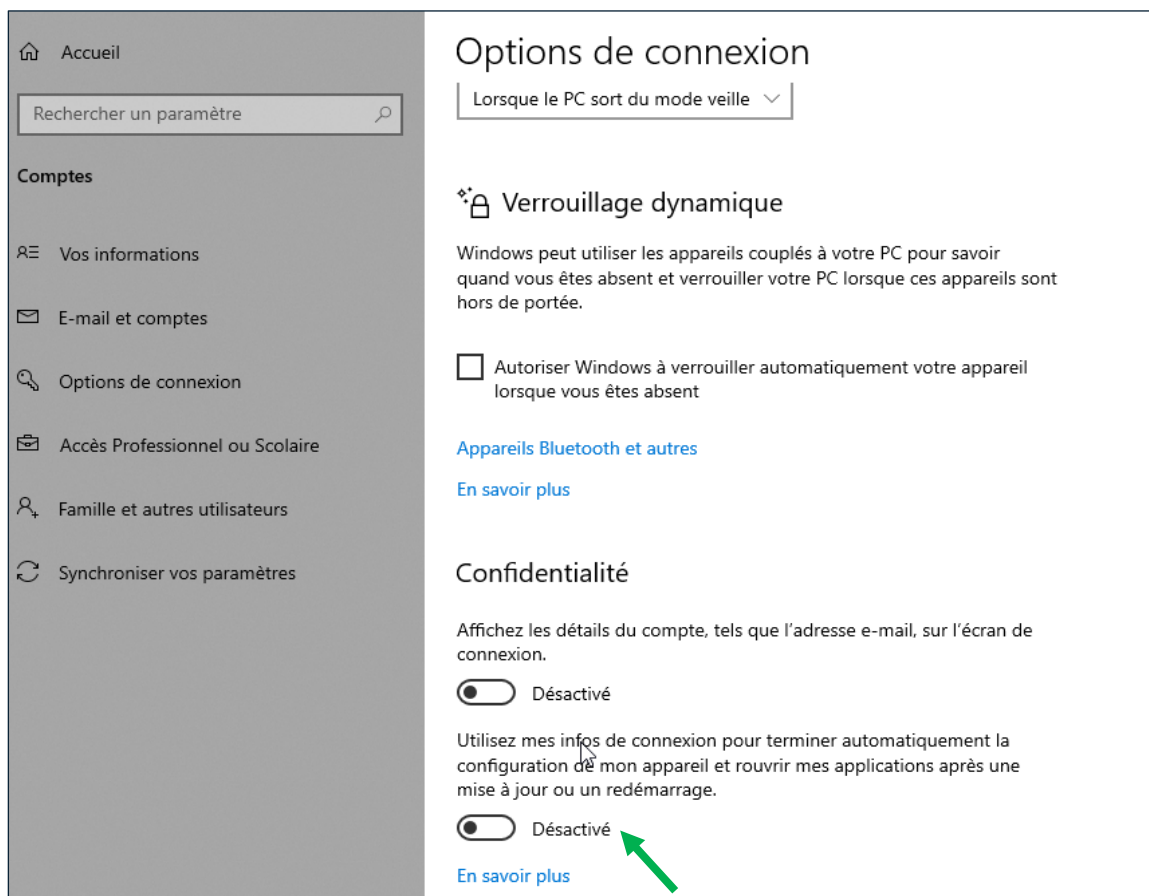 Accueil
Rechercher un paramètre
Comptes
Vos informations
E-mail et comptes
Options de connexion
Accès Professionnel ou Scolaire
Famille et autres utilisateurs
Synchroniser vos paramètres
Options de connexion
Lorsque le PC sort du mode veille
Verrouillage dynamique
Windows peut utiliser les appareils couplés à votre PC pour savoir
quand vous êtes absent et verrouiller votre PC lorsque ces appareils sont
hors de portée.
Autoriser Windows à verrouiller automatiquement votre appareil
lorsque vous êtes absent
Appareils Bluetooth et autres
En savoir plus
Confidentialité
Affichez les détails du compte, tels que l’adresse e-mail, sur l’écran de
connexion.
Désactivé
Utilisez mes infos de connexion pour terminer automatiquement la
configuration de mon appareil et rouvrir mes applications après une
mise à jour ou un redémarrage.
Désactivé
En savoir plus